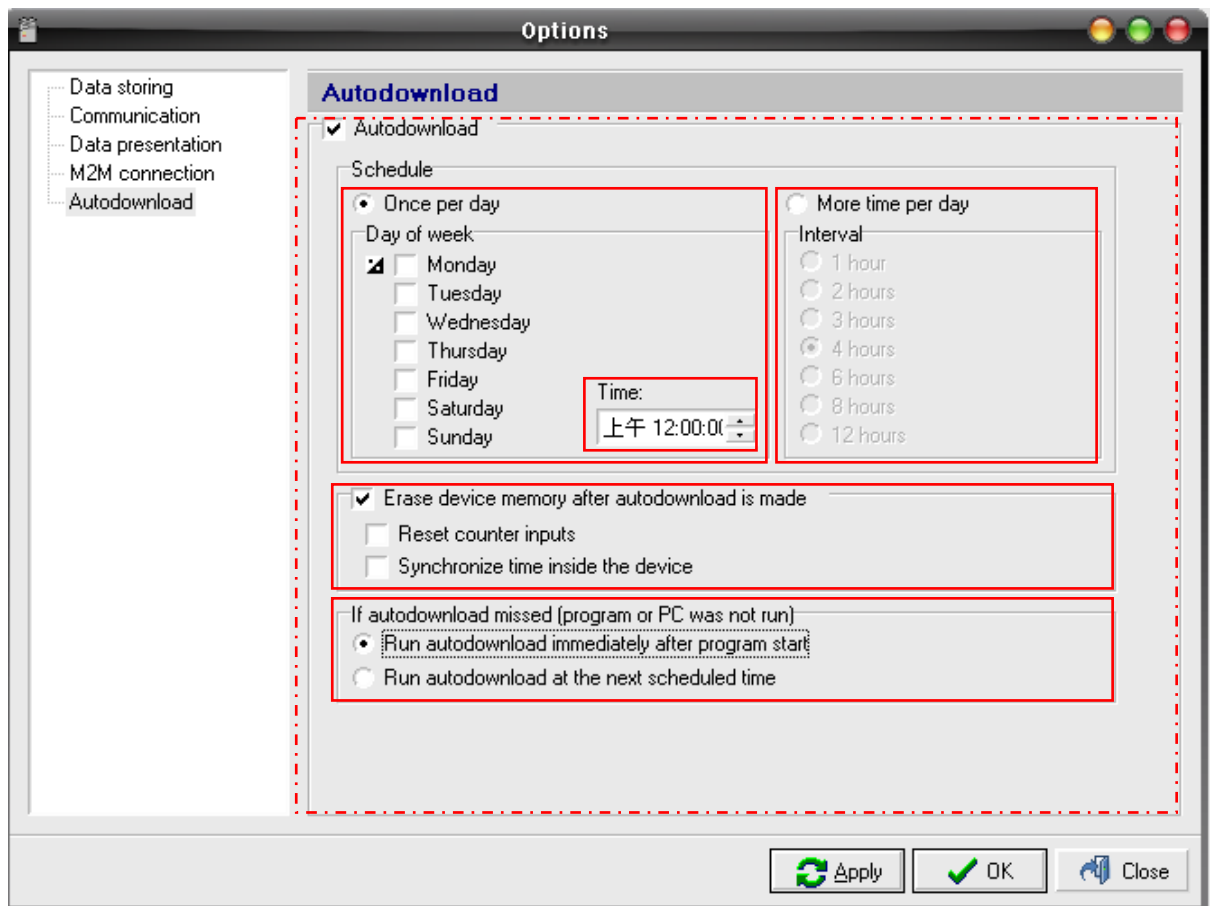 Options
Data storing
Communication
Data presentation
M2M connection
Autodownload
Autodownload
Autodownload
Schedule
Once per day
Day of week
Monday
Tuesday
Wednesday
Thursday
Friday
Saturday
Sunday
Time:
上午 12:00:00
More time per day
Interval
1 hour
2 hours
3 hours
4 hours
6 hours
8 hours
12 hours
Erase device memory after autodownload is made
Reset counter inputs
Synchronize time inside the device
If autodownload missed (program or PC was not run)
Run autodownload immediately after program start
Run autodownload at the next scheduled time
Apply
OK
Close